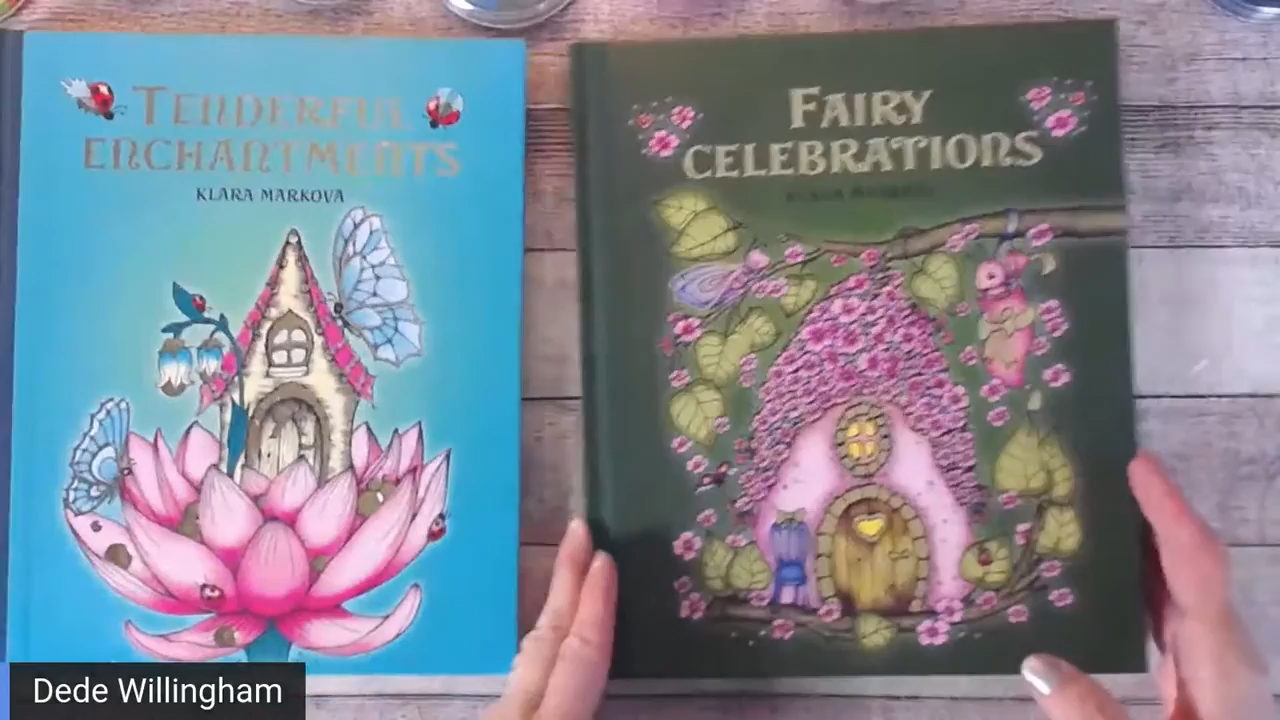 TENDERFUL
ENCHANTMENTS
KLARA MARKOVA
FAIRY
CELEBRATIONS
Dede Willingham